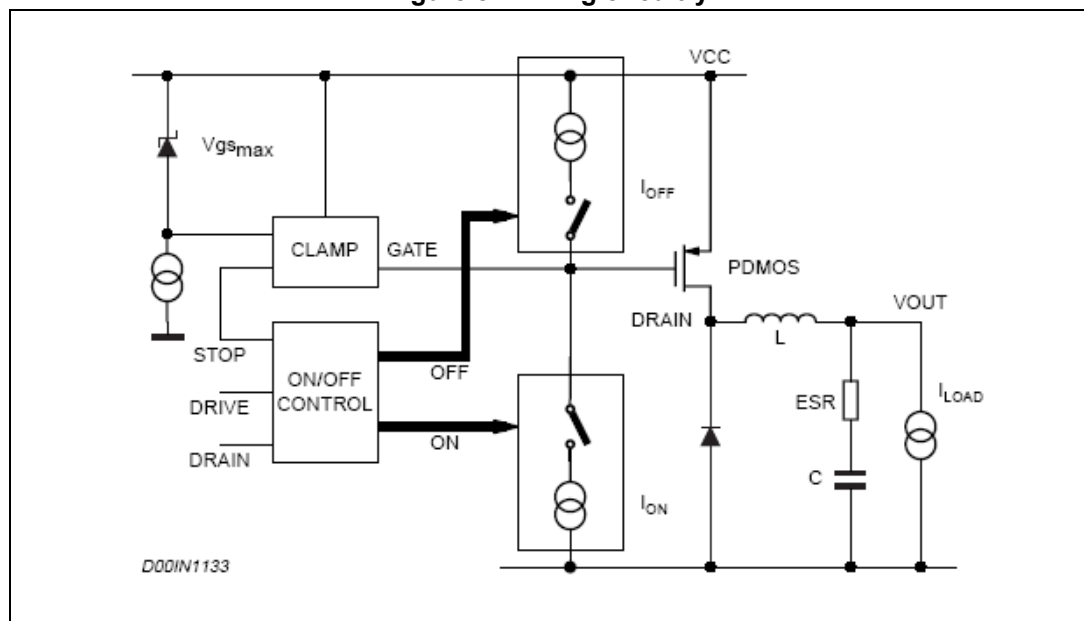 VCC
Vgsmax
IOFF
CLAMP
GATE
PDMOS
DRAIN
VOUT
L
STOP
OFF
ON/OFF
CONTROL
DRIVE
ON
DRAIN
ESR
ILOAD
C
ION
D00IN1133